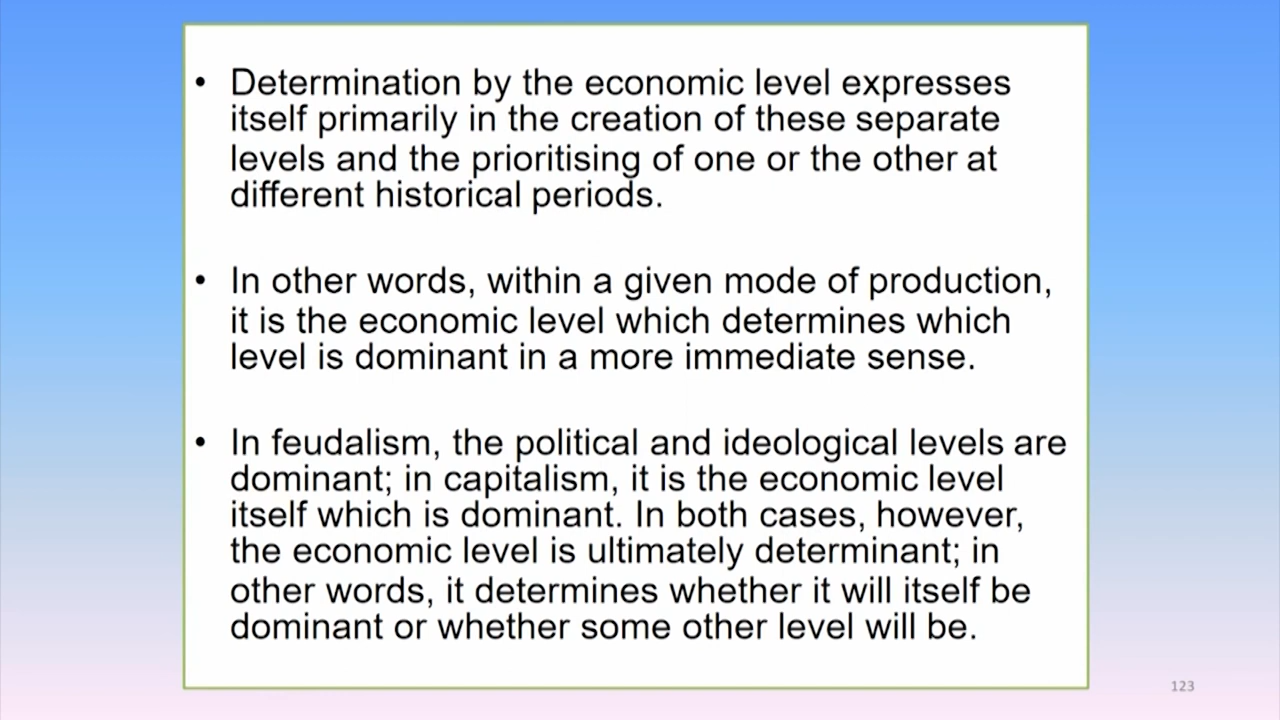 • Determination by the economic level expresses
itself primarily in the creation of these separate
levels and the prioritising of one or the other at
different historical periods.
• In other words, within a given mode of production,
it is the economic level which determines which
level is dominant in a more immediate sense.
• In feudalism, the political and ideological levels are
dominant; in capitalism, it is the economic level
itself which is dominant. In both cases, however,
the economic level is ultimately determinant; in
other words, it determines whether it will itself be
dominant or whether some other level will be.
123